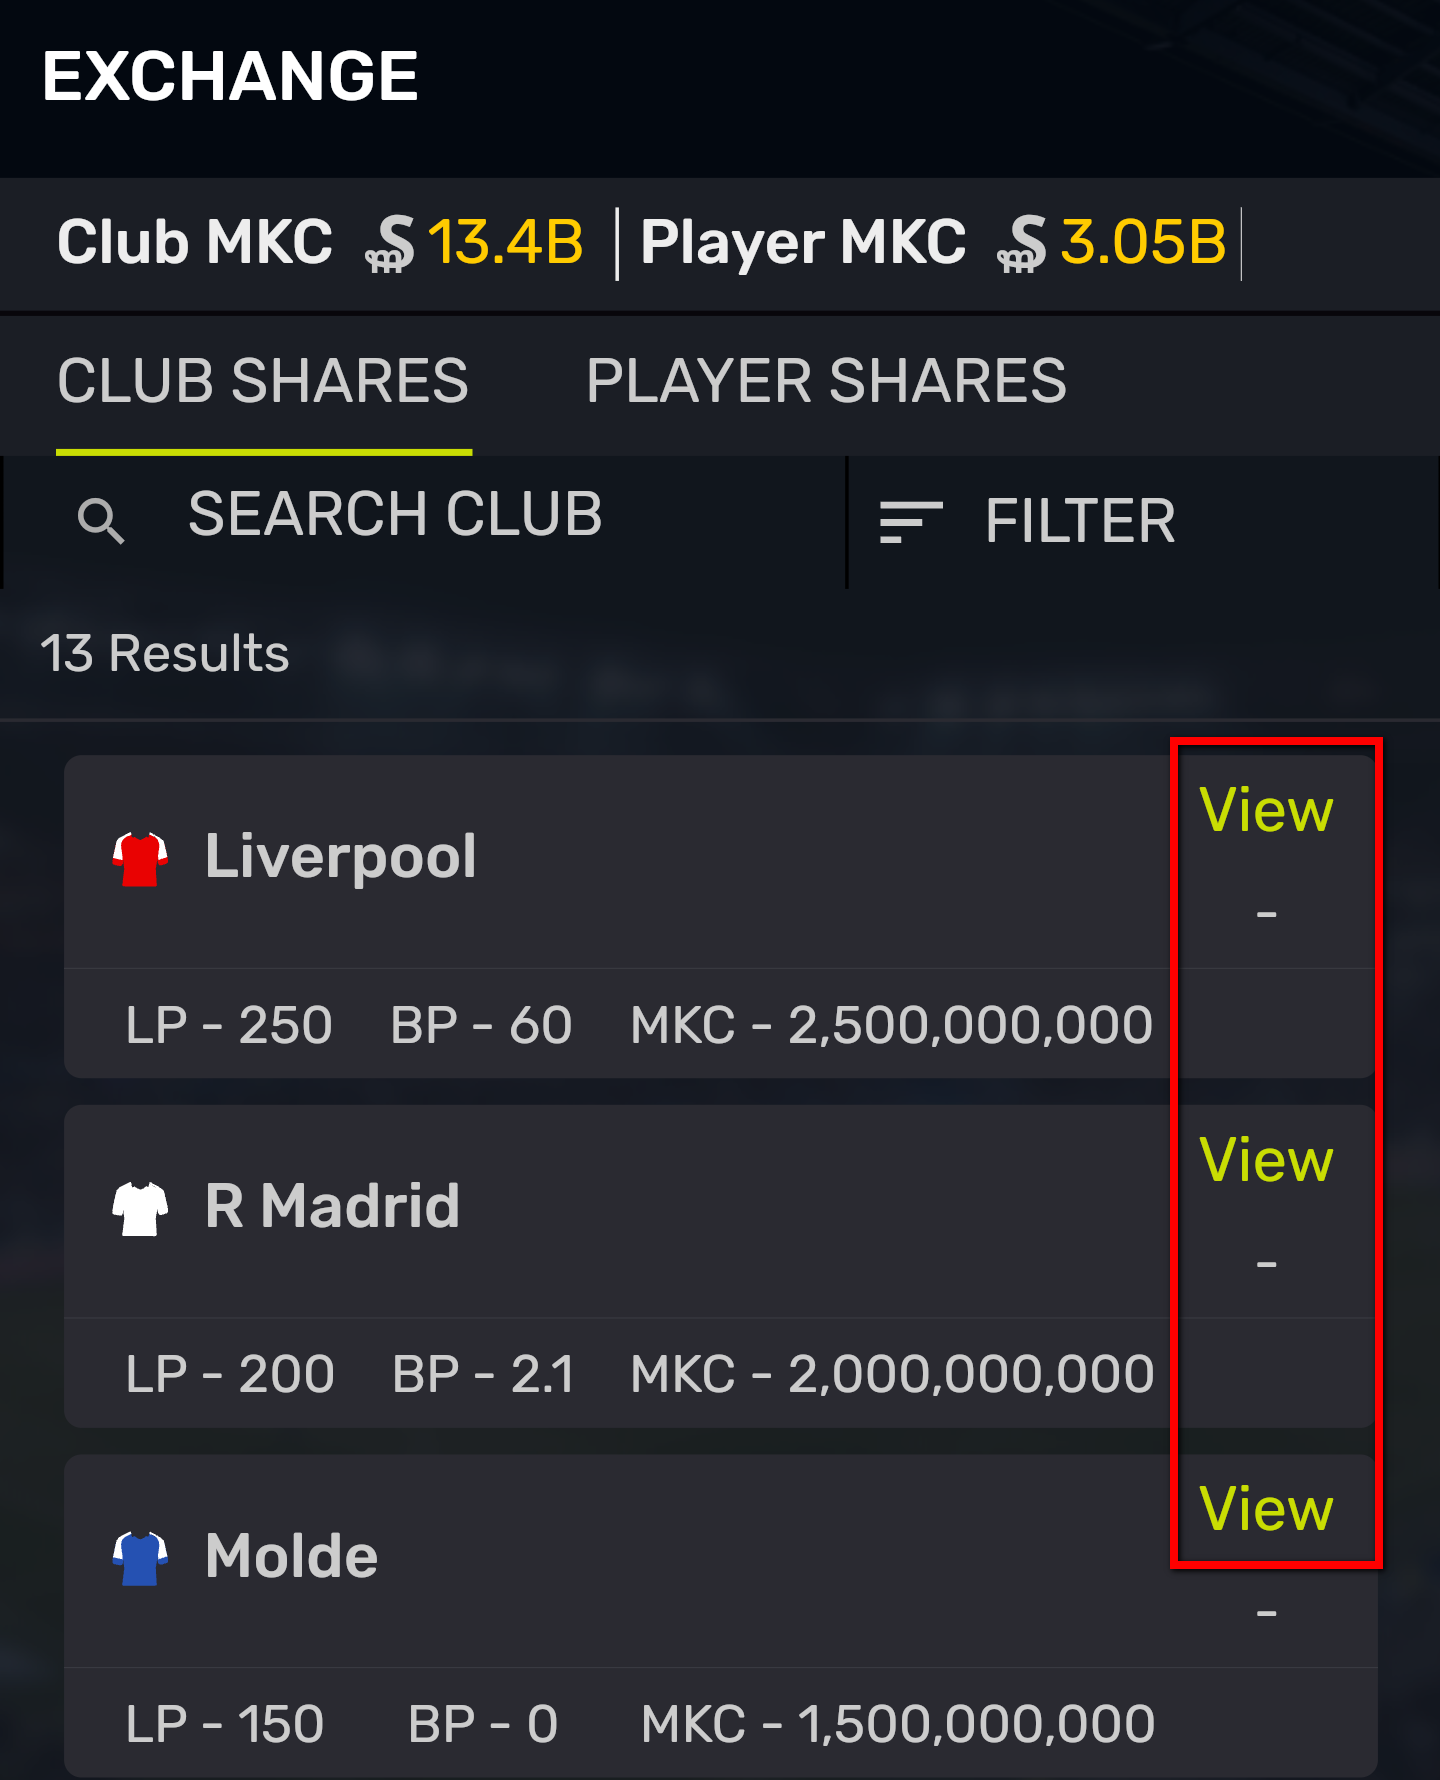 EXCHANGE
Club MKC 13.4B Player MKC 3.05B
CLUB SHARES PLAYER SHARES
SEARCH CLUB FILTER
13 Results
View
Liverpool
-
LP - 250 BP - 60 MKC - 2,500,000,000
View
R Madrid
-
LP - 200 BP - 2.1 MKC - 2,000,000,000
View
Molde
-
LP - 150 BP - 0 MKC - 1,500,000,000